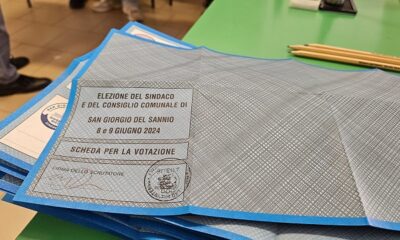 ELEZIONE DEL SINDACO
E DEL CONSIGLIO COMUNALE DI
SAN GIORGIO DEL SANNIO
8 e 9 GIUGNO 2024
SCHEDA PER LA VOTAZIONE
FIRMA DELLO SCRUTATORE